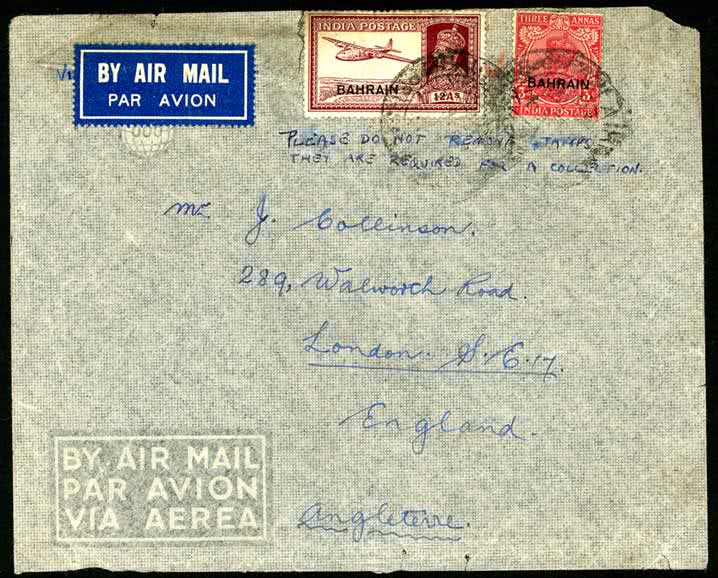 BY AIR MAIL
PAR AVION
INDIA POSTAGE
BAHRAIN
12AS
THREE ANNAS
BAHRAIN
INDIA POSTAGE
PLEASE DO NOT REMOVE STAMPS
THEY ARE REQUIRED FOR A COLLECTION.
Mr J. Collinson.
289, Walworth Road.
London. S.E.17.
England.
Angleterre.
BY AIR MAIL
PAR AVION
VIA AEREA